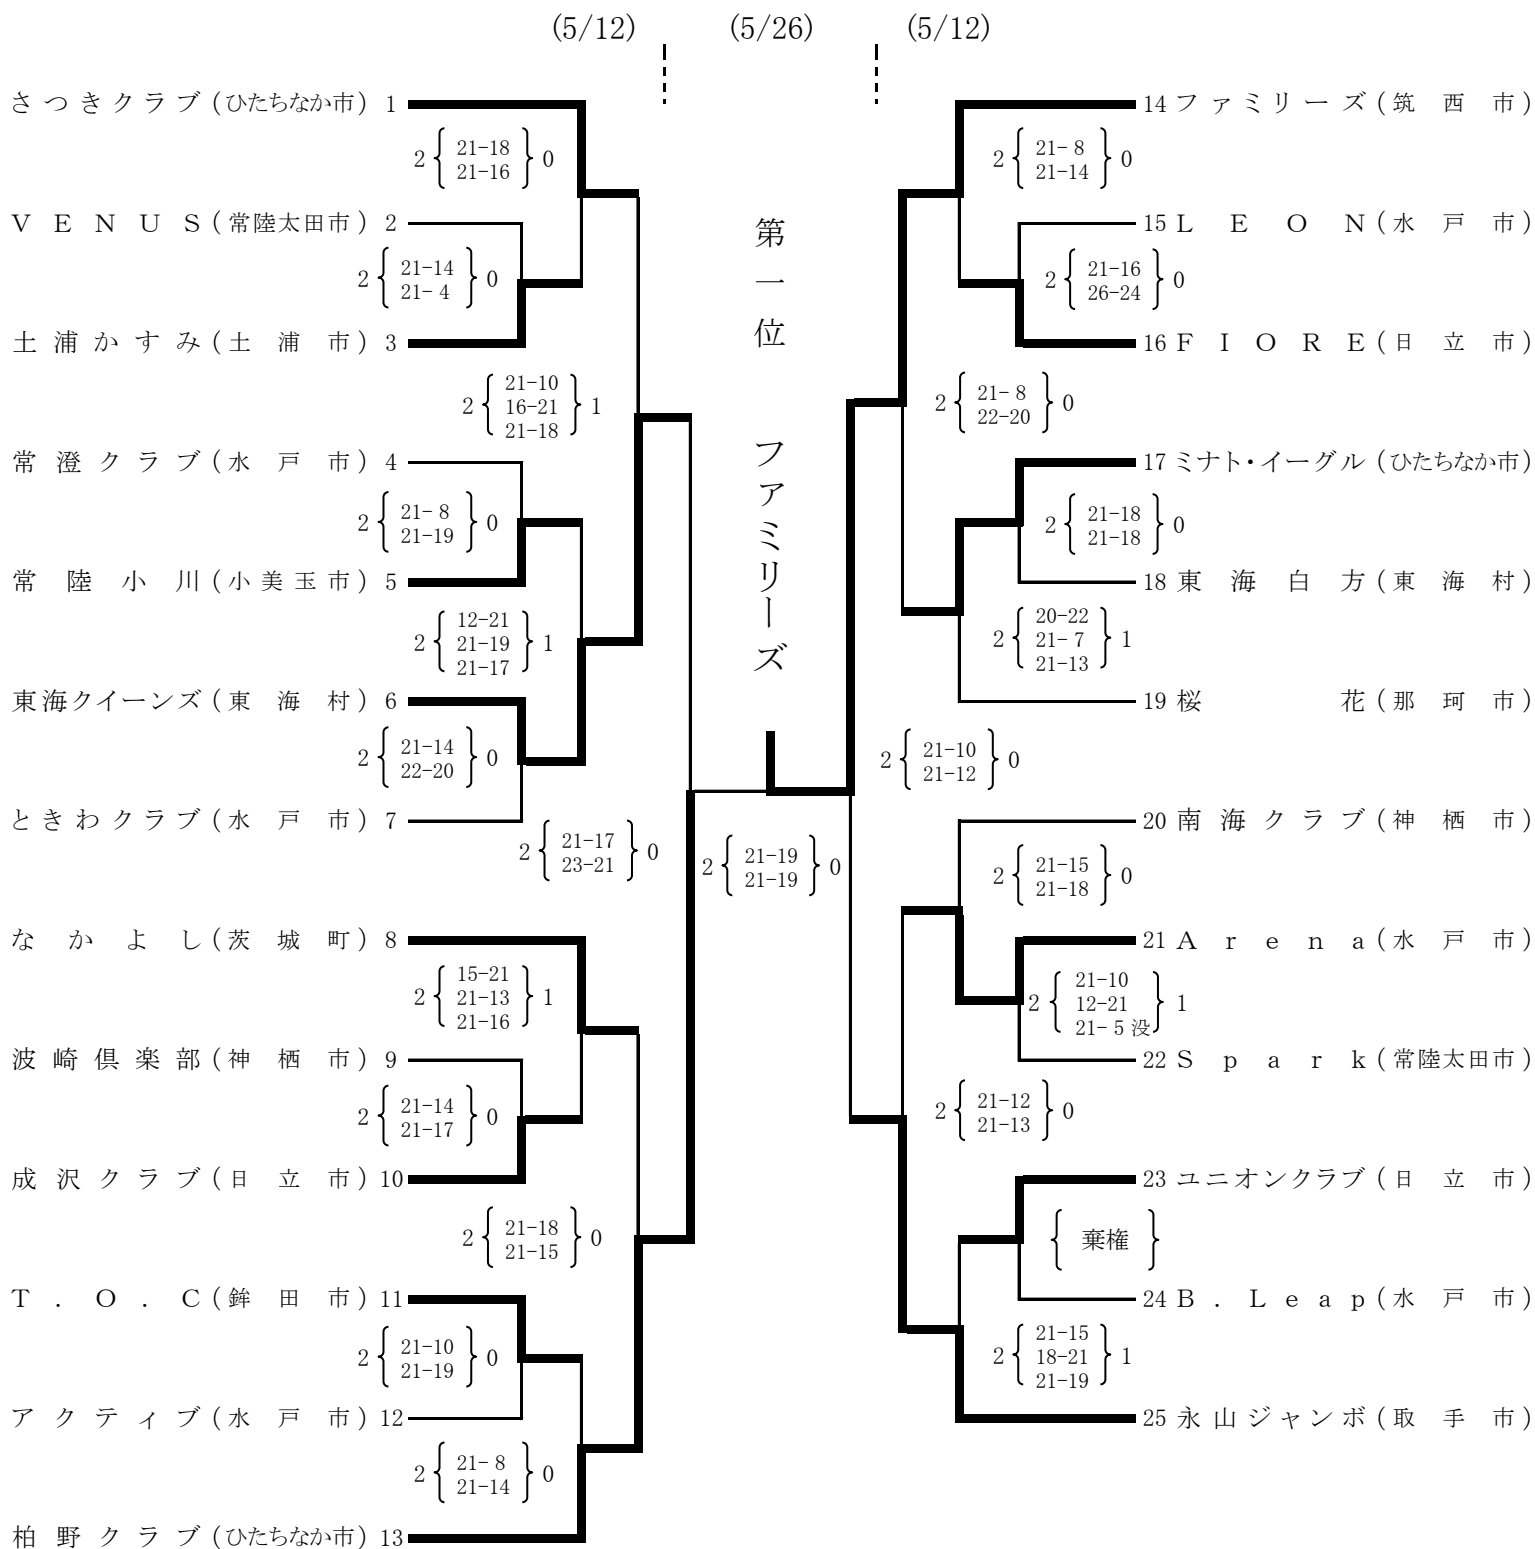 (5/12) (5/26) (5/12)
さつきクラブ(ひたちなか市) 1
2 { 21-18 21-16 } 0
VENUS(常陸太田市) 2
2 { 21-14 21- 4 } 0
土浦かすみ(土浦市) 3
2 { 21-10 16-21 21-18 } 1
常澄クラブ(水戸市) 4
2 { 21- 8 21-19 } 0
常陸小川(小美玉市) 5
2 { 12-21 21-19 21-17 } 1
東海クイーンズ(東海村) 6
2 { 21-14 22-20 } 0
ときわクラブ(水戸市) 7
2 { 21-17 23-21 } 0
なかよし(茨城町) 8
2 { 15-21 21-13 21-16 } 1
波崎倶楽部(神栖市) 9
2 { 21-14 21-17 } 0
成沢クラブ(日立市) 10
2 { 21-18 21-15 } 0
T.O.C(鉾田市) 11
2 { 21-10 21-19 } 0
アクティブ(水戸市) 12
2 { 21- 8 21-14 } 0
柏野クラブ(ひたちなか市) 13
第一位 ファミリーズ
2 { 21-19 21-19 } 0
14 ファミリーズ(筑西市)
2 { 21- 8 21-14 } 0
15 LEON(水戸市)
2 { 21-16 26-24 } 0
16 FIORE(日立市)
2 { 21- 8 22-20 } 0
17 ミナト・イーグル(ひたちなか市)
2 { 21-18 21-18 } 0
18 東海白方(東海村)
2 { 20-22 21- 7 21-13 } 1
19 桜花(那珂市)
2 { 21-10 21-12 } 0
20 南海クラブ(神栖市)
2 { 21-15 21-18 } 0
21 Arena(水戸市)
2 { 21-10 12-21 21- 5 没 } 1
22 Spark(常陸太田市)
2 { 21-12 21-13 } 0
23 ユニオンクラブ(日立市)
{ 棄権 }
24 B.Leap(水戸市)
2 { 21-15 18-21 21-19 } 1
25 永山ジャンボ(取手市)